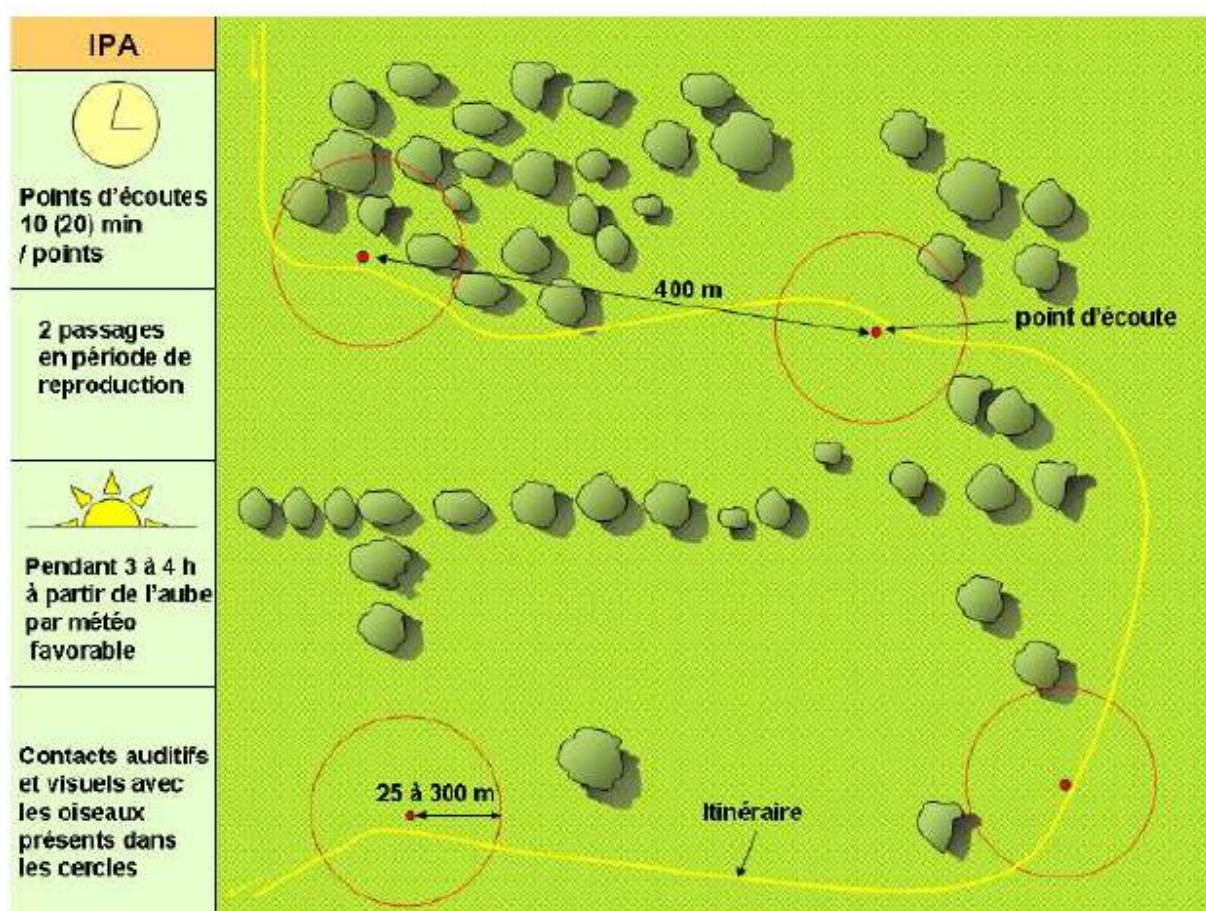 IPA
Points d'écoutes
10 (20) min
/ points
2 passages
en période de
reproduction
Pendant 3 à 4 h
à partir de l'aube
par météo
favorable
Contacts auditifs
et visuels avec
les oiseaux
présents dans
les cercles
400 m
point d'écoute
25 à 300 m
Itinéraire